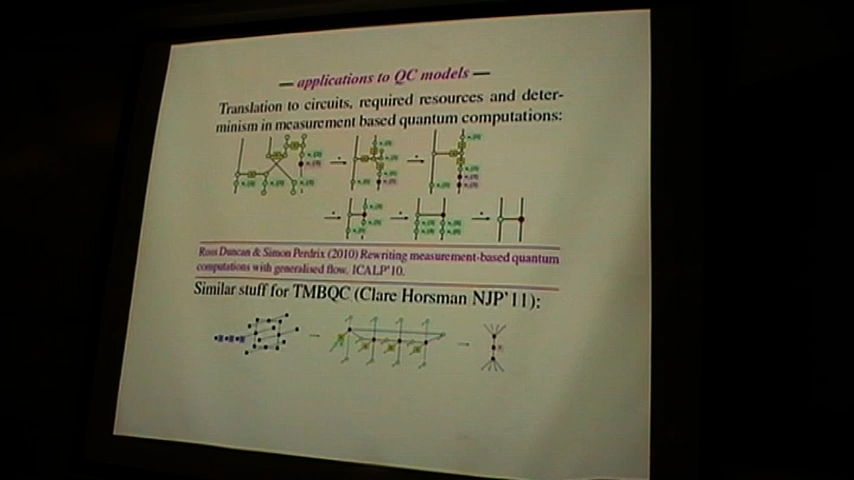 — applications to QC models —
Translation to circuits, required resources and deter-
minism in measurement based quantum computations:
Ross Duncan & Simon Perdrix (2010) Rewriting measurement-based quantum
computations with generalised flow. ICALP'10.
Similar stuff for TMBQC (Clare Horsman NJP'11):